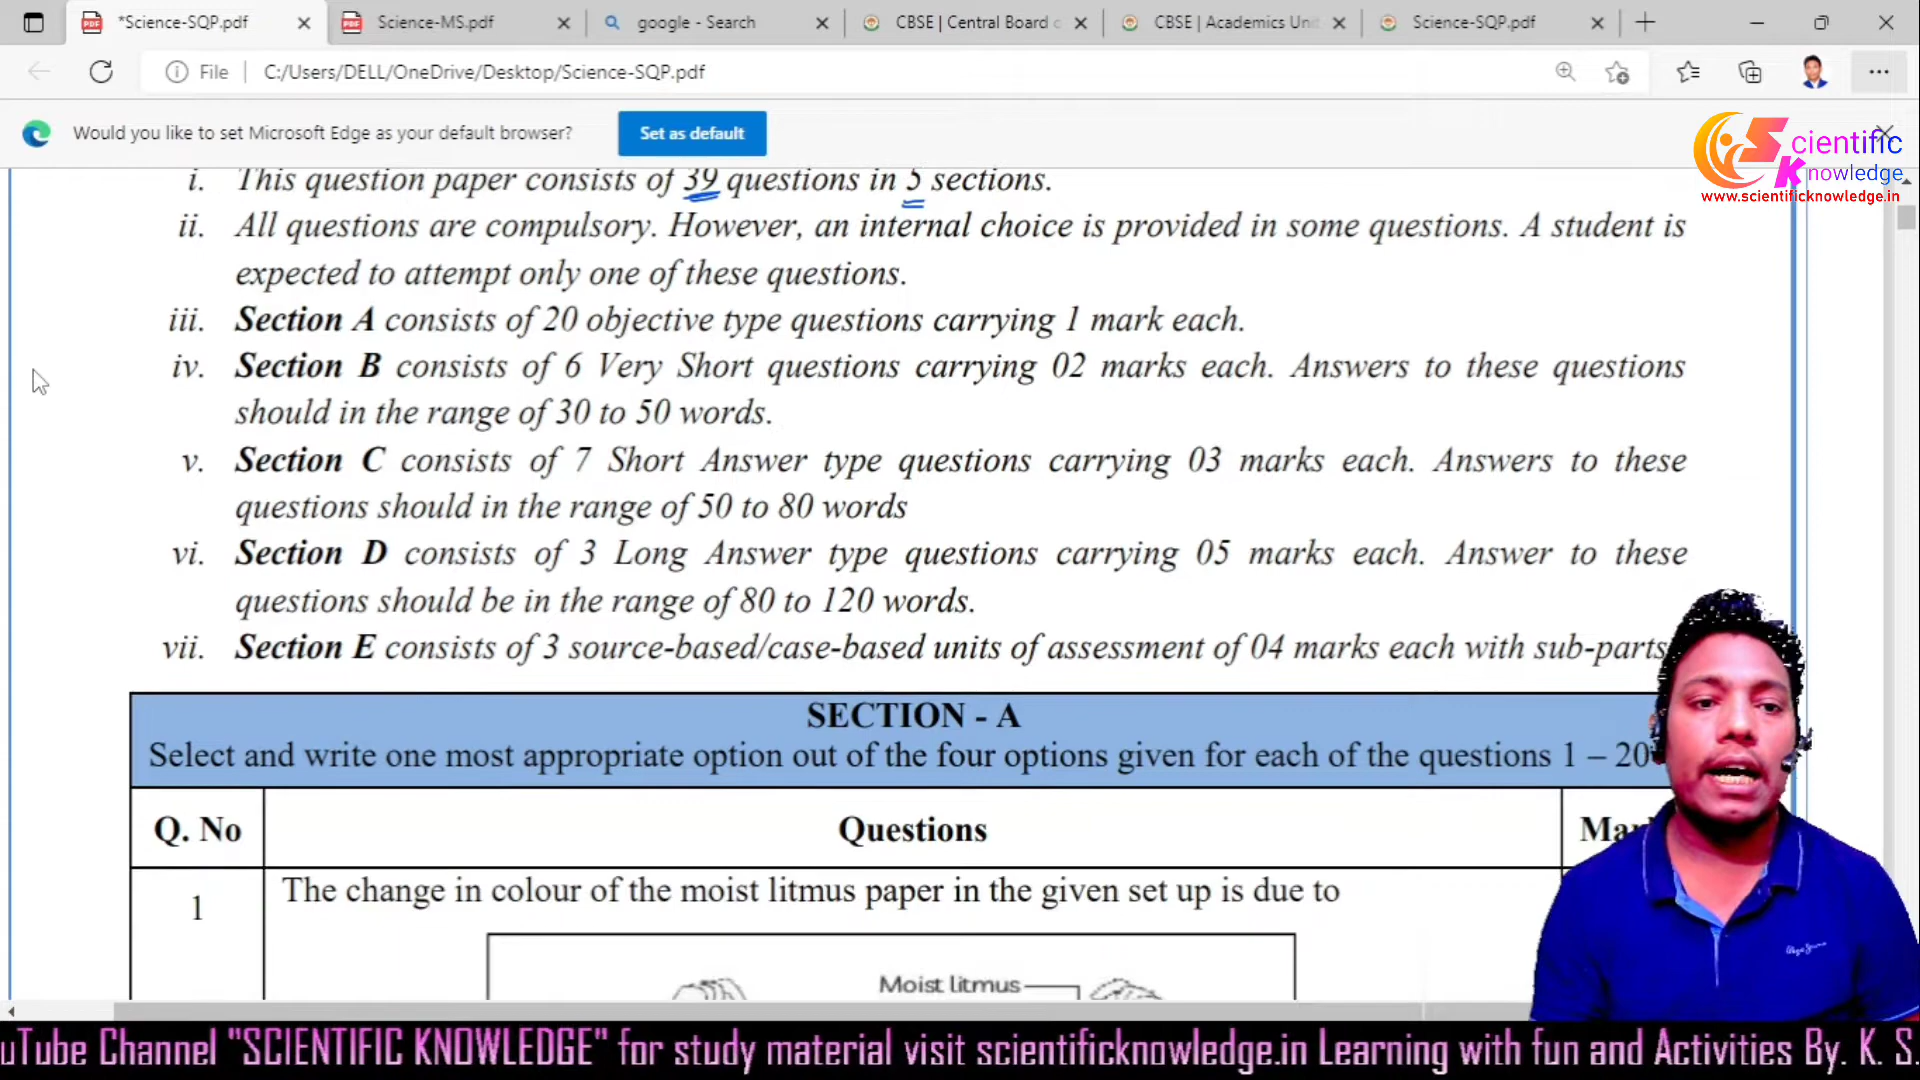 *Science-SQP.pdf
Science-MS.pdf
google - Search
CBSE | Central Board
CBSE | Academics Uni
Science-SQP.pdf
File
C:/Users/DELL/OneDrive/Desktop/Science-SQP.pdf
Would you like to set Microsoft Edge as your default browser?
Set as default
Scientific
Knowledge
www.scientificknowledge.in
i. This question paper consists of 39 questions in 5 sections.
ii. All questions are compulsory. However, an internal choice is provided in some questions. A student is
expected to attempt only one of these questions.
iii. Section A consists of 20 objective type questions carrying 1 mark each.
iv. Section B consists of 6 Very Short questions carrying 02 marks each. Answers to these questions
should in the range of 30 to 50 words.
v. Section C consists of 7 Short Answer type questions carrying 03 marks each. Answers to these
questions should in the range of 50 to 80 words
vi. Section D consists of 3 Long Answer type questions carrying 05 marks each. Answer to these
questions should be in the range of 80 to 120 words.
vii. Section E consists of 3 source-based/case-based units of assessment of 04 marks each with sub-parts
SECTION - A
Select and write one most appropriate option out of the four options given for each of the questions 1 – 20
Q. No
Questions
Mar
1
The change in colour of the moist litmus paper in the given set up is due to
Moist litmus
uTube Channel "SCIENTIFIC KNOWLEDGE" for study material visit scientificknowledge.in Learning with fun and Activities By. K. S.